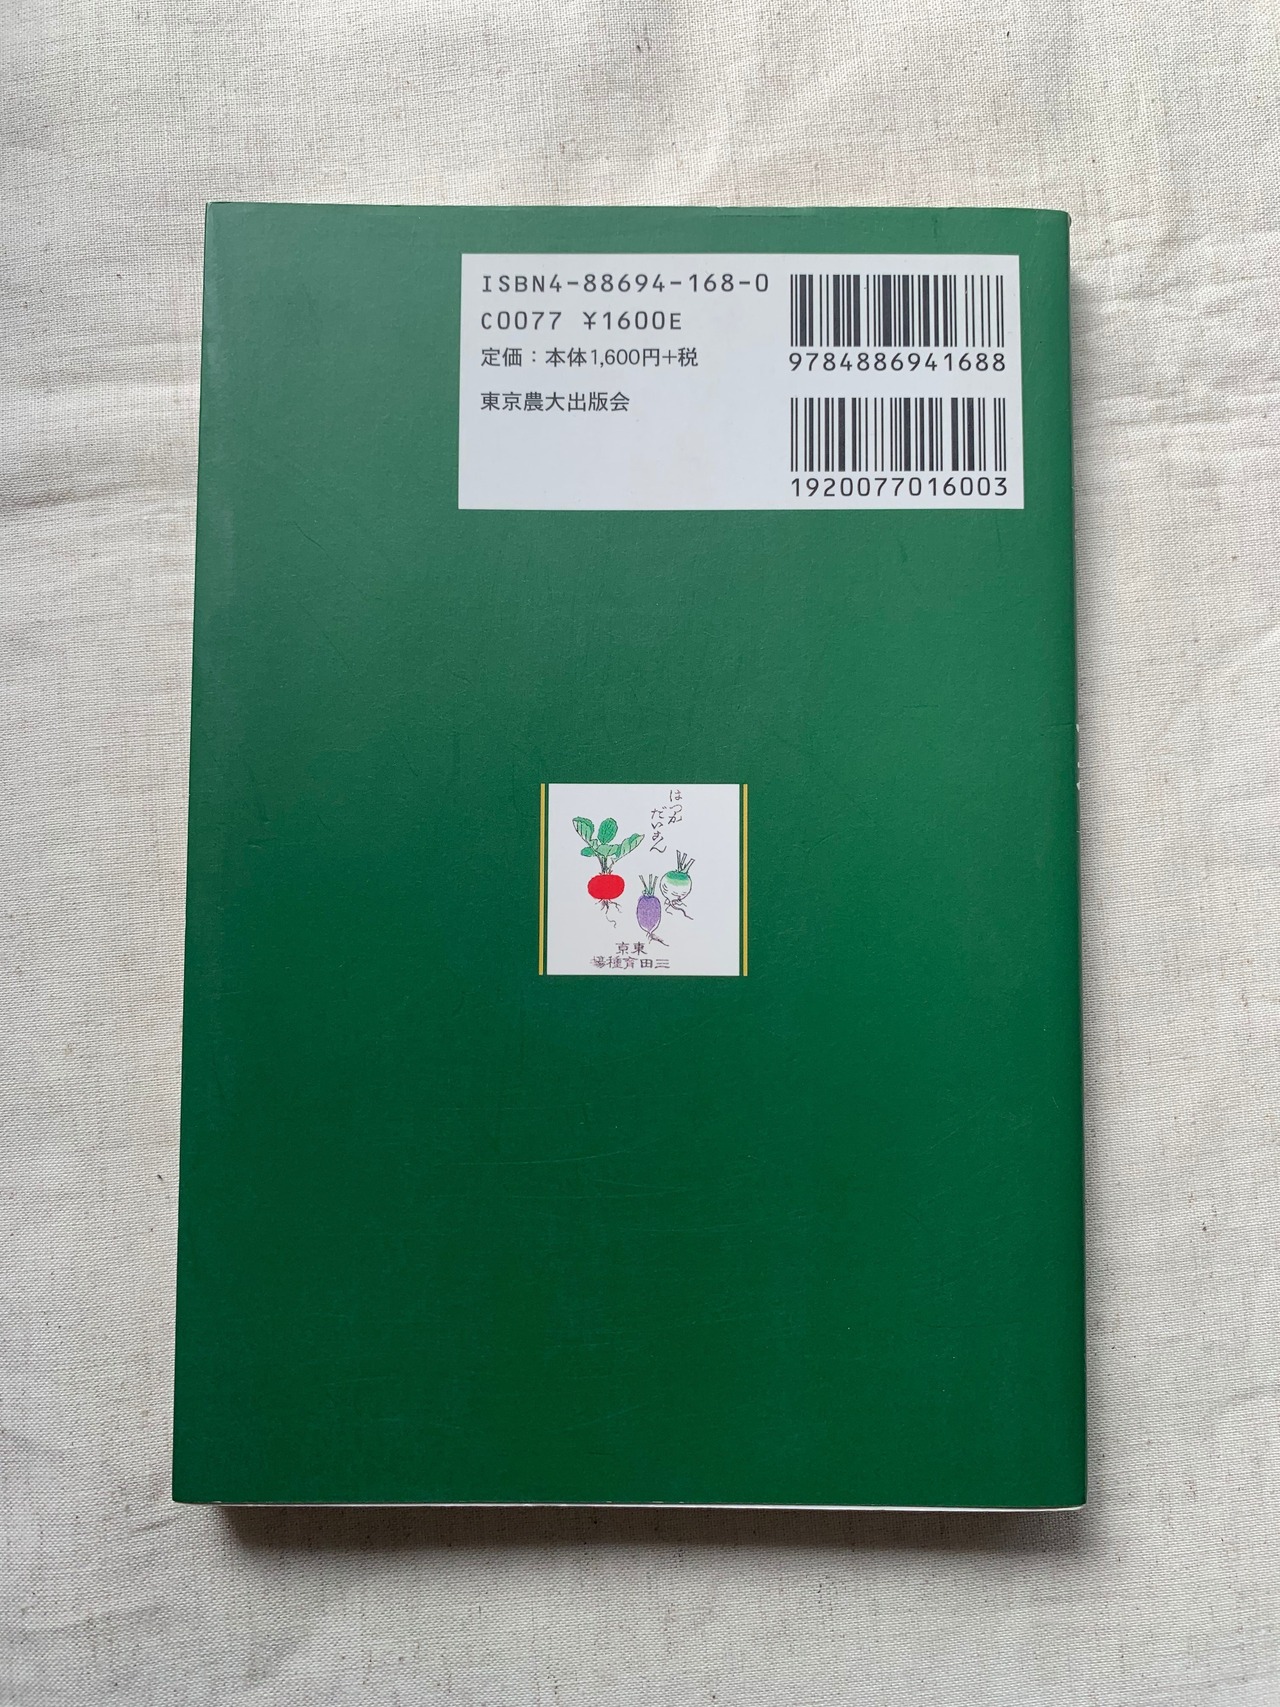 ISBN4-88694-168-0
C0077 ¥1600E
定価：本体1,600円+税
東京農大出版会
9784886941688
1920077016003
はつか
だいこん
京東
場種育田三